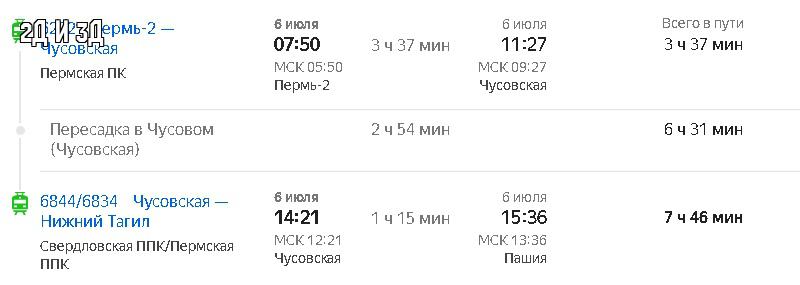 2Д И 3Д
Пермь-2 —
Чусовская
Пермская ПК
6 июля
07:50
МСК 05:50
Пермь-2
3 ч 37 мин
6 июля
11:27
МСК 09:27
Чусовская
Всего в пути
3 ч 37 мин
Пересадка в Чусовом
(Чусовская)
2 ч 54 мин
6 ч 31 мин
6844/6834 Чусовская —
Нижний Тагил
Свердловская ППК/Пермская
ППК
6 июля
14:21
МСК 12:21
Чусовская
1 ч 15 мин
6 июля
15:36
МСК 13:36
Пашия
7 ч 46 мин